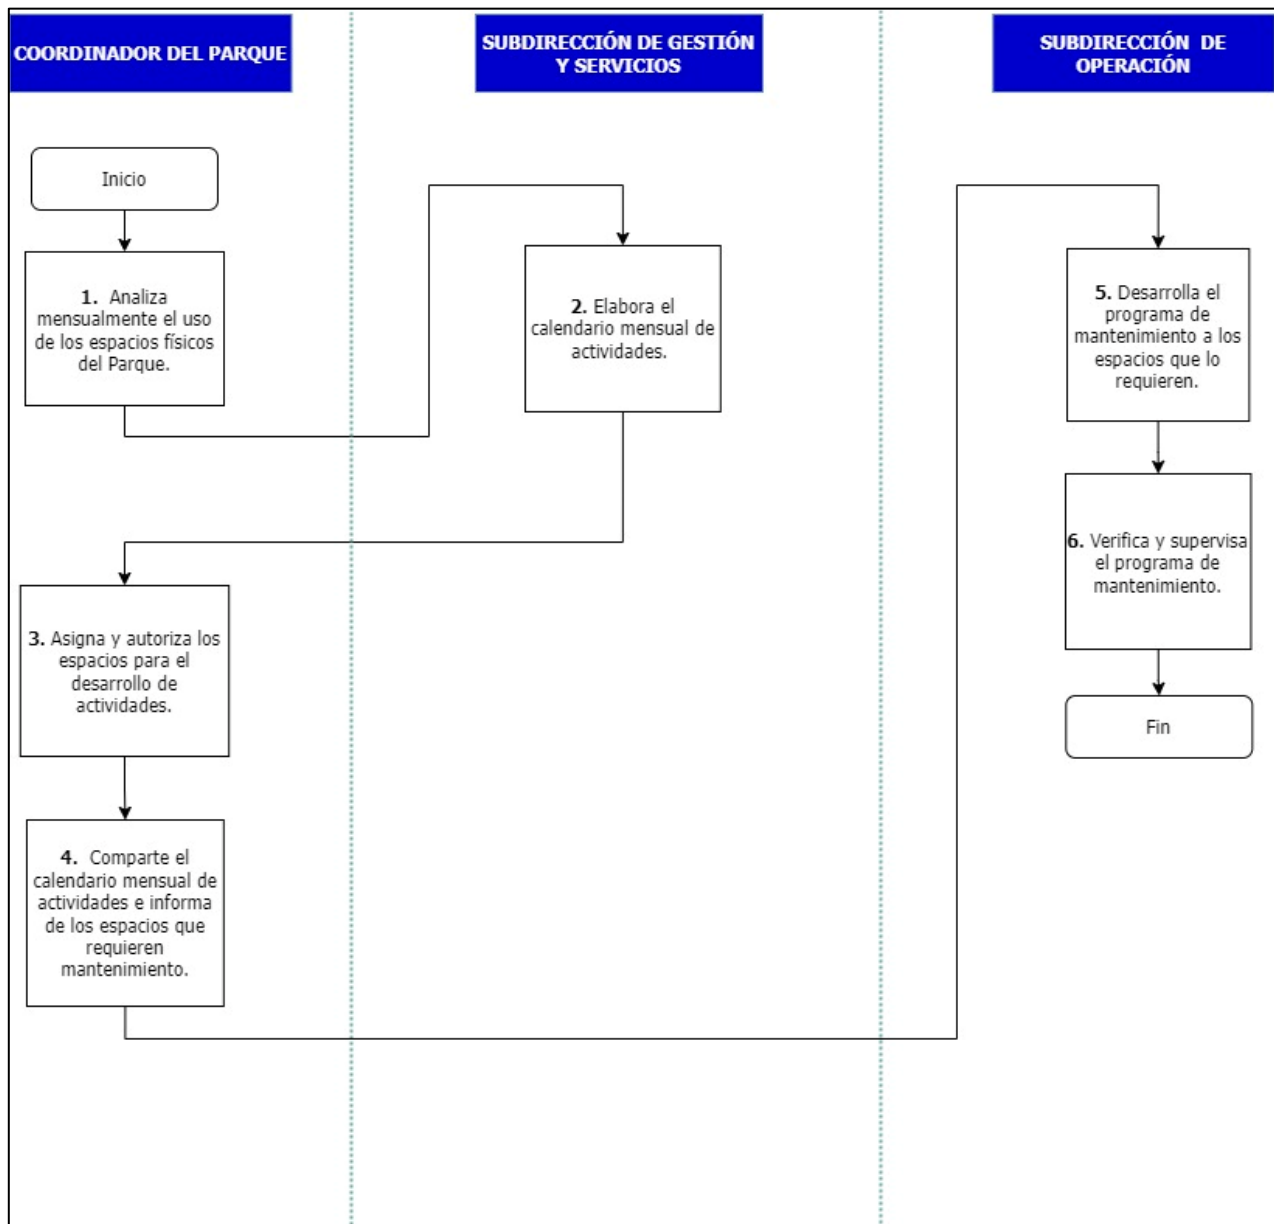 COORDINADOR DEL PARQUE
SUBDIRECCIÓN DE GESTIÓN
Y SERVICIOS
SUBDIRECCIÓN DE
OPERACIÓN
Inicio
1. Analiza
mensualmente el uso
de los espacios físicos
del Parque.
2. Elabora el
calendario mensual de
actividades.
3. Asigna y autoriza los
espacios para el
desarrollo de
actividades.
4. Comparte el
calendario mensual de
actividades e informa
de los espacios que
requieren
mantenimiento.
5. Desarrolla el
programa de
mantenimiento a los
espacios que lo
requieren.
6. Verifica y supervisa
el programa de
mantenimiento.
Fin